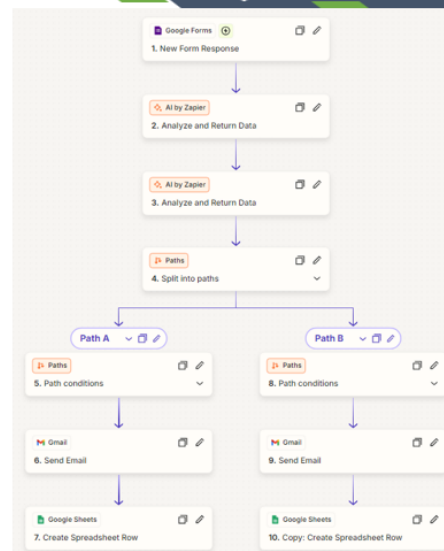 Google Forms
1. New Form Response
AI by Zapier
2. Analyze and Return Data
AI by Zapier
3. Analyze and Return Data
Paths
4. Split into paths
Path A
Path B
Paths
5. Path conditions
Paths
8. Path conditions
Gmail
6. Send Email
Gmail
9. Send Email
Google Sheets
7. Create Spreadsheet Row
Google Sheets
10. Copy: Create Spreadsheet Row